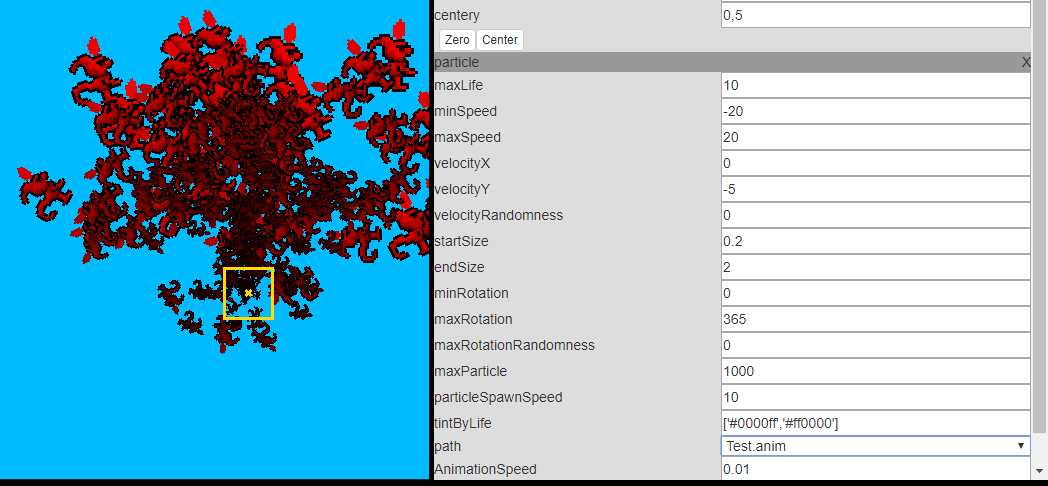 centery 0,5
Zero Center
particle X
maxLife 10
minSpeed -20
maxSpeed 20
velocityX 0
velocityY -5
velocityRandomness 0
startSize 0.2
endSize 2
minRotation 0
maxRotation 365
maxRotationRandomness 0
maxParticle 1000
particleSpawnSpeed 10
tintByLife ['#0000ff','#ff0000']
path Test.anim
AnimationSpeed 0.01